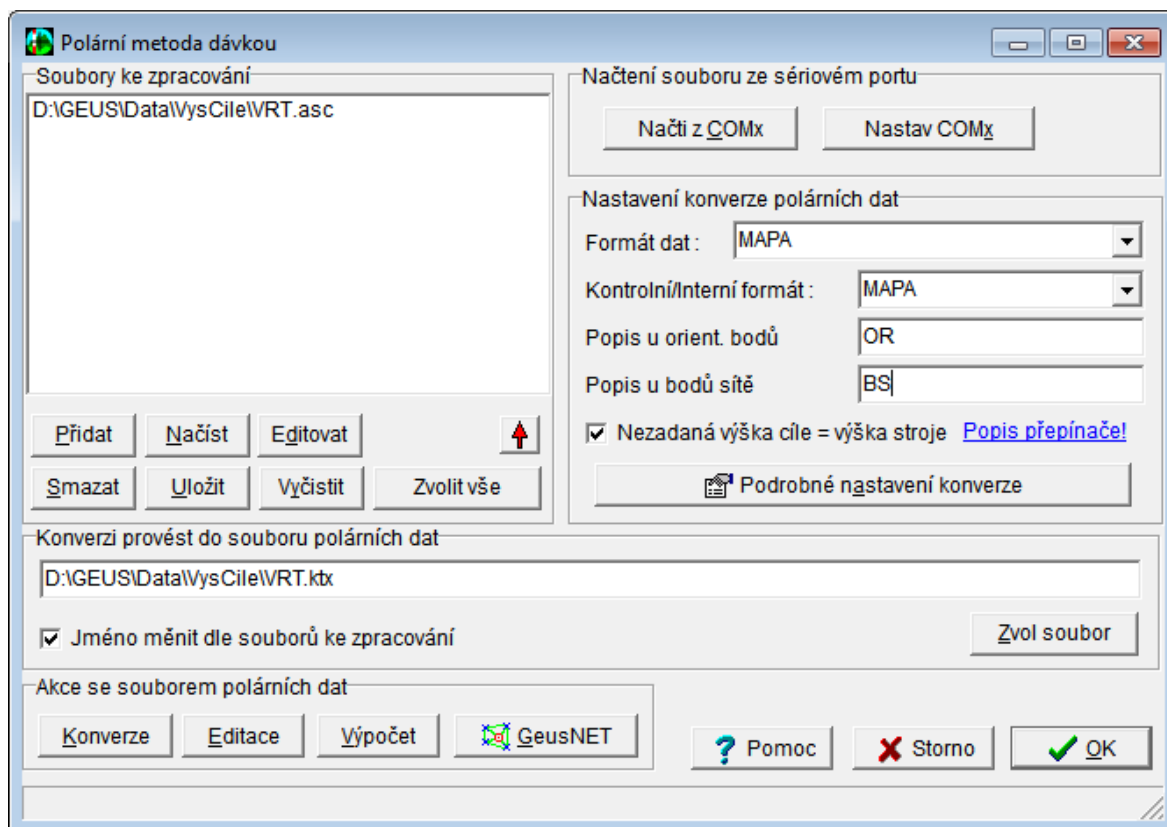 Polární metoda dávkou
Soubory ke zpracování
D:\GEUS\Data\VysCile\VRT.asc
Přidat
Načíst
Editovat
Smazat
Uložit
Vyčistit
Zvolit vše
Načtení souboru ze sériovém portu
Načti z COMx
Nastav COMx
Nastavení konverze polárních dat
Formát dat :
MAPA
Kontrolní/Interní formát :
MAPA
Popis u orient. bodů
OR
Popis u bodů sítě
BS
Nezadaná výška cíle = výška stroje Popis přepínače!
Podrobné nastavení konverze
Konverzi provést do souboru polárních dat
D:\GEUS\Data\VysCile\VRT.ktx
Jméno měnit dle souborů ke zpracování
Zvol soubor
Akce se souborem polárních dat
Konverze
Editace
Výpočet
GeusNET
Pomoc
Storno
OK